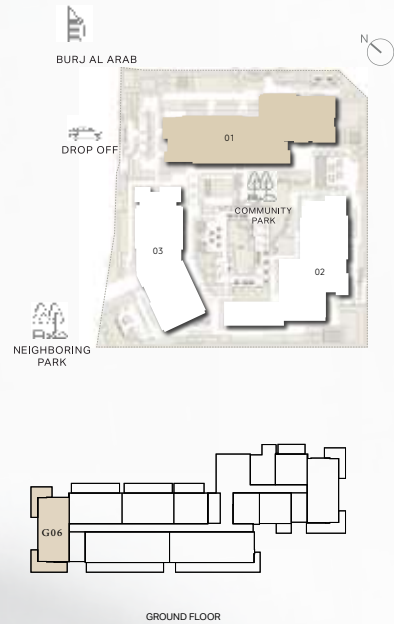 N
BURJ AL ARAB
DROP OFF
01
COMMUNITY
PARK
03
02
NEIGHBORING
PARK
G06
GROUND FLOOR